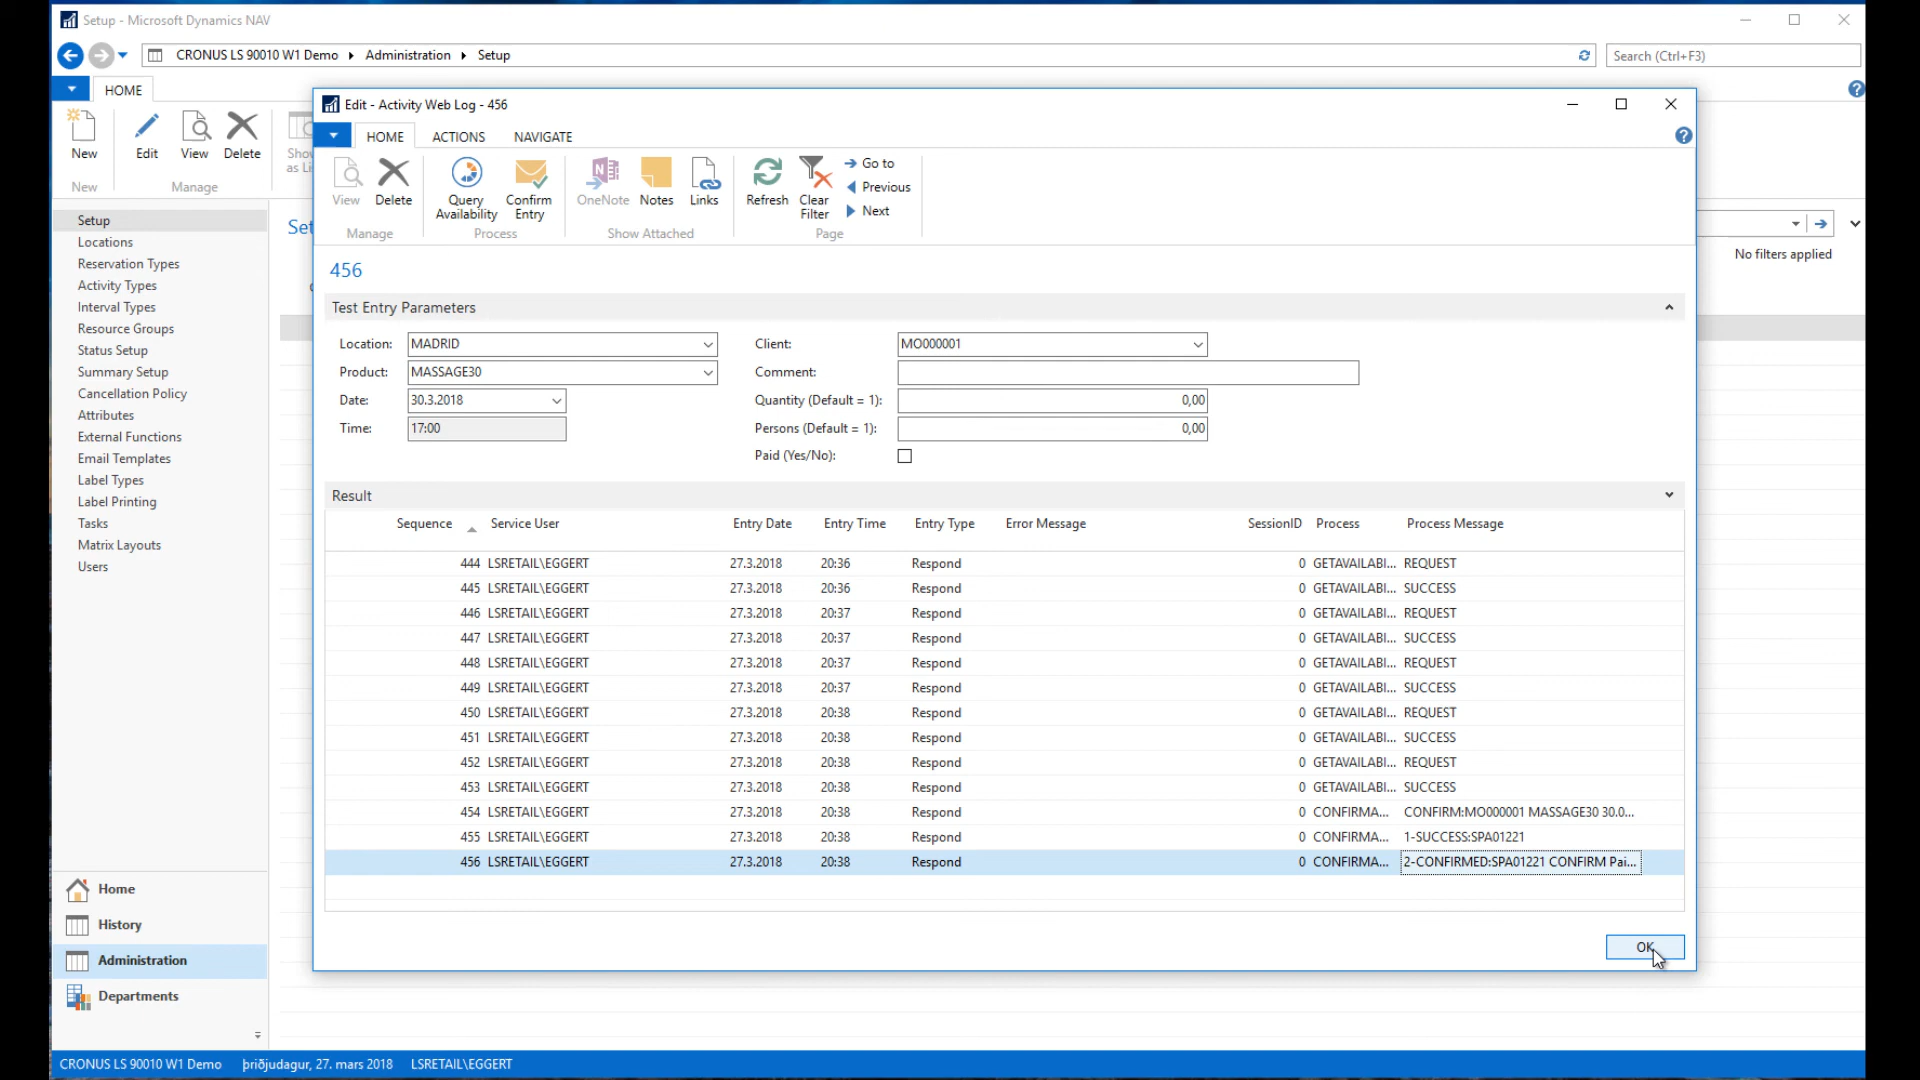 Setup - Microsoft Dynamics NAV
CRONUS LS 90010 W1 Demo Administration Setup
Search (Ctrl+F3)
HOME
New
Edit
View
Delete
New
Manage
Setup
Locations
Reservation Types
Activity Types
Interval Types
Resource Groups
Status Setup
Summary Setup
Cancellation Policy
Attributes
External Functions
Email Templates
Label Types
Label Printing
Tasks
Matrix Layouts
Users
Home
History
Administration
Departments
No filters applied
Edit - Activity Web Log - 456
HOME ACTIONS NAVIGATE
View
Delete
Query Availability
Confirm Entry
OneNote
Notes
Links
Refresh
Clear Filter
Go to
Previous
Next
Manage
Process
Show Attached
Page
456
Test Entry Parameters
Location: MADRID
Product: MASSAGE30
Date: 30.3.2018
Time: 17:00
Client: MO000001
Comment:
Quantity (Default = 1): 0,00
Persons (Default = 1): 0,00
Paid (Yes/No):
Result
Sequence Service User Entry Date Entry Time Entry Type Error Message SessionID Process Process Message
444 LSRETAIL\EGGERT 27.3.2018 20:36 Respond 0 GETAVAILABI... REQUEST
445 LSRETAIL\EGGERT 27.3.2018 20:36 Respond 0 GETAVAILABI... SUCCESS
446 LSRETAIL\EGGERT 27.3.2018 20:37 Respond 0 GETAVAILABI... REQUEST
447 LSRETAIL\EGGERT 27.3.2018 20:37 Respond 0 GETAVAILABI... SUCCESS
448 LSRETAIL\EGGERT 27.3.2018 20:37 Respond 0 GETAVAILABI... REQUEST
449 LSRETAIL\EGGERT 27.3.2018 20:37 Respond 0 GETAVAILABI... SUCCESS
450 LSRETAIL\EGGERT 27.3.2018 20:38 Respond 0 GETAVAILABI... REQUEST
451 LSRETAIL\EGGERT 27.3.2018 20:38 Respond 0 GETAVAILABI... SUCCESS
452 LSRETAIL\EGGERT 27.3.2018 20:38 Respond 0 GETAVAILABI... REQUEST
453 LSRETAIL\EGGERT 27.3.2018 20:38 Respond 0 GETAVAILABI... SUCCESS
454 LSRETAIL\EGGERT 27.3.2018 20:38 Respond 0 CONFIRMA... CONFIRM:MO000001 MASSAGE30 30.0...
455 LSRETAIL\EGGERT 27.3.2018 20:38 Respond 0 CONFIRMA... 1-SUCCESS:SPA01221
456 LSRETAIL\EGGERT 27.3.2018 20:38 Respond 0 CONFIRMA... 2-CONFIRMED:SPA01221 CONFIRM Pai...
OK
CRONUS LS 90010 W1 Demo þriðjudagur, 27. mars 2018 LSRETAIL\EGGERT